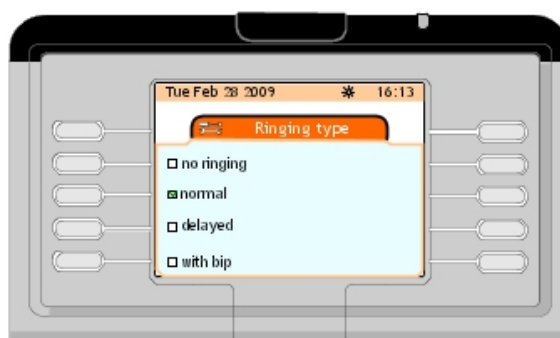 Tue Feb 28 2009 16:13
Ringing type
no ringing
normal
delayed
with bip